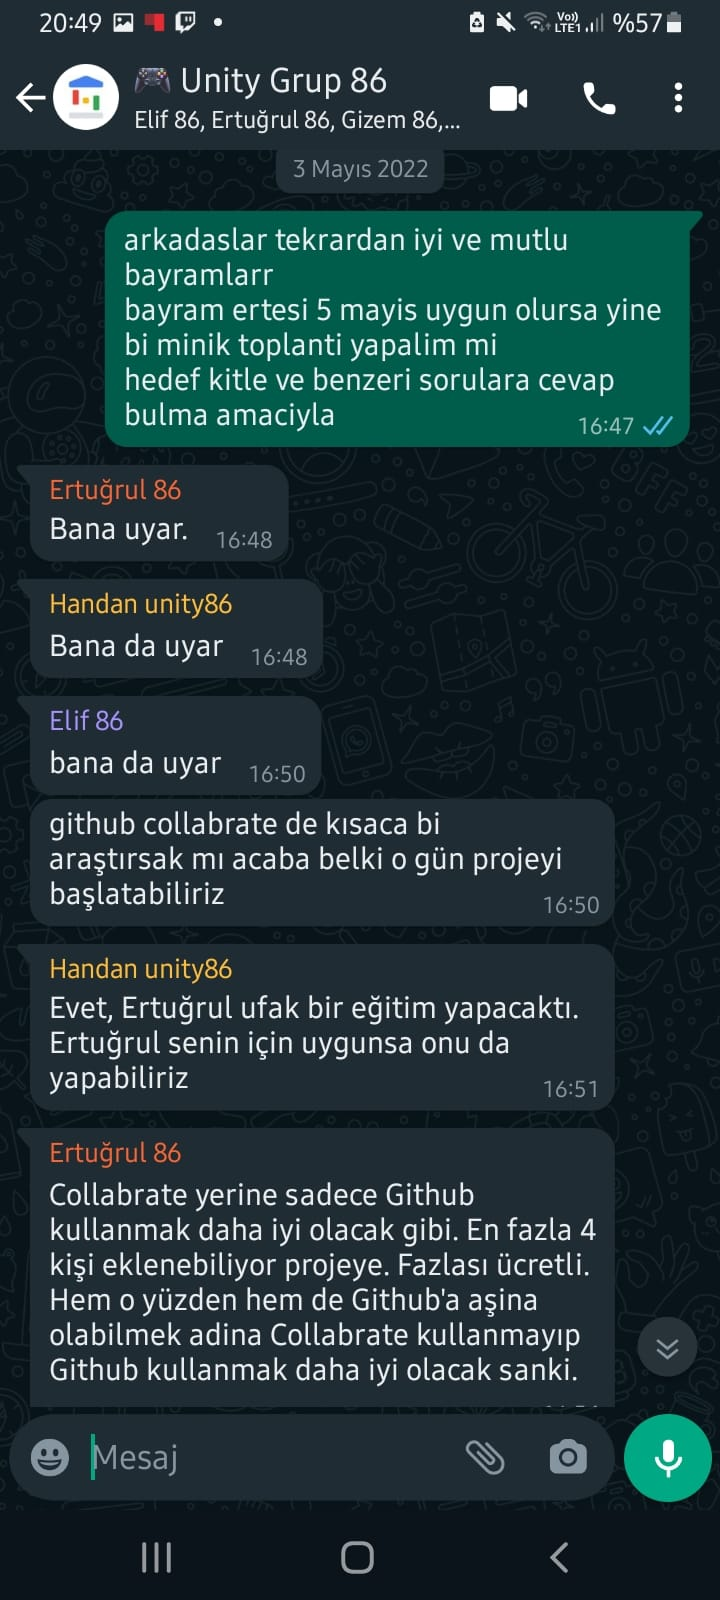 20:49
Vo))
LTE1
%57
🎮 Unity Grup 86
Elif 86, Ertuğrul 86, Gizem 86,...
3 Mayıs 2022
arkadaslar tekrardan iyi ve mutlu
bayramlarr
bayram ertesi 5 mayis uygun olursa yine
bi minik toplanti yapalim mi
hedef kitle ve benzeri sorulara cevap
bulma amaciyla
16:47
Ertuğrul 86
Bana uyar.
16:48
Handan unity86
Bana da uyar
16:48
Elif 86
bana da uyar
16:50
github collabrate de kısaca bi
araştırsak mı acaba belki o gün projeyi
başlatabiliriz
16:50
Handan unity86
Evet, Ertuğrul ufak bir eğitim yapacaktı.
Ertuğrul senin için uygunsa onu da
yapabiliriz
16:51
Ertuğrul 86
Collabrate yerine sadece Github
kullanmak daha iyi olacak gibi. En fazla 4
kişi eklenebiliyor projeye. Fazlası ücretli.
Hem o yüzden hem de Github'a aşina
olabilmek adina Collabrate kullanmayıp
Github kullanmak daha iyi olacak sanki.
Mesaj